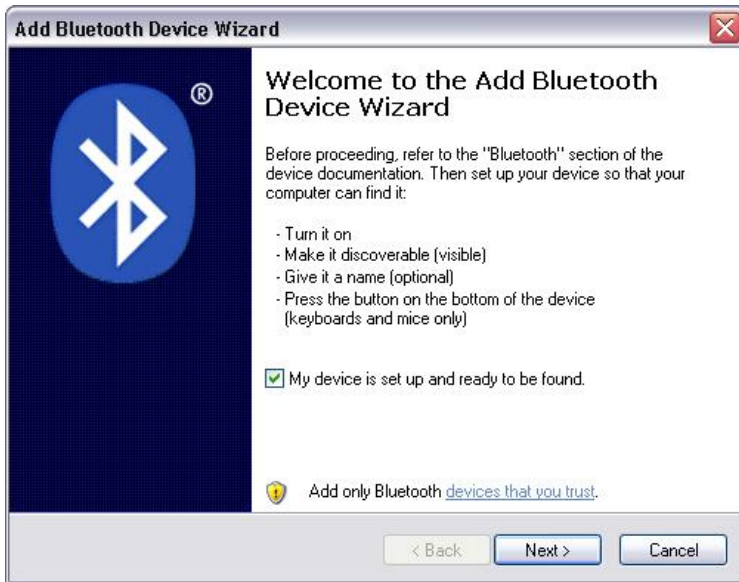 Add Bluetooth Device Wizard
®
Welcome to the Add Bluetooth
Device Wizard
Before proceeding, refer to the "Bluetooth" section of the
device documentation. Then set up your device so that your
computer can find it:
- Turn it on
- Make it discoverable (visible)
- Give it a name (optional)
- Press the button on the bottom of the device
(keyboards and mice only)
My device is set up and ready to be found.
Add only Bluetooth devices that you trust.
< Back Next > Cancel